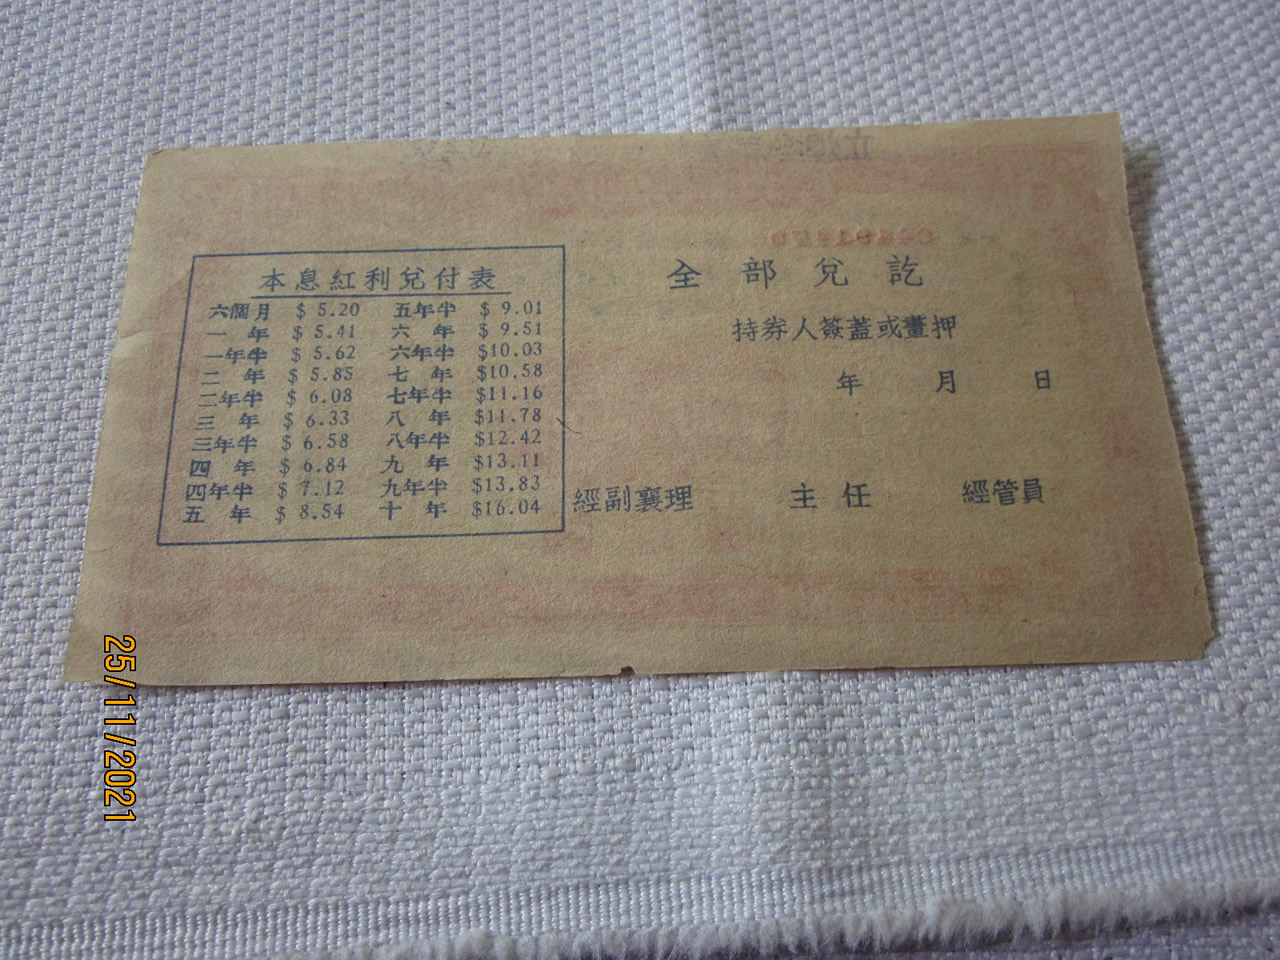 本息紅利兌付表
六個月 $ 5.20 五年半 $ 9.01
一年 $ 5.41 六年 $ 9.51
一年半 $ 5.62 六年半 $10.03
二年 $ 5.85 七年 $10.58
二年半 $ 6.08 七年半 $11.16
三年 $ 6.33 八年 $11.78
三年半 $ 6.58 八年半 $12.42
四年 $ 6.84 九年 $13.11
四年半 $ 7.12 九年半 $13.83
五年 $ 8.54 十年 $16.04
全部兌訖
持券人簽蓋或畫押
年 月 日
經副襄理 主任 經管員
25/11/2021